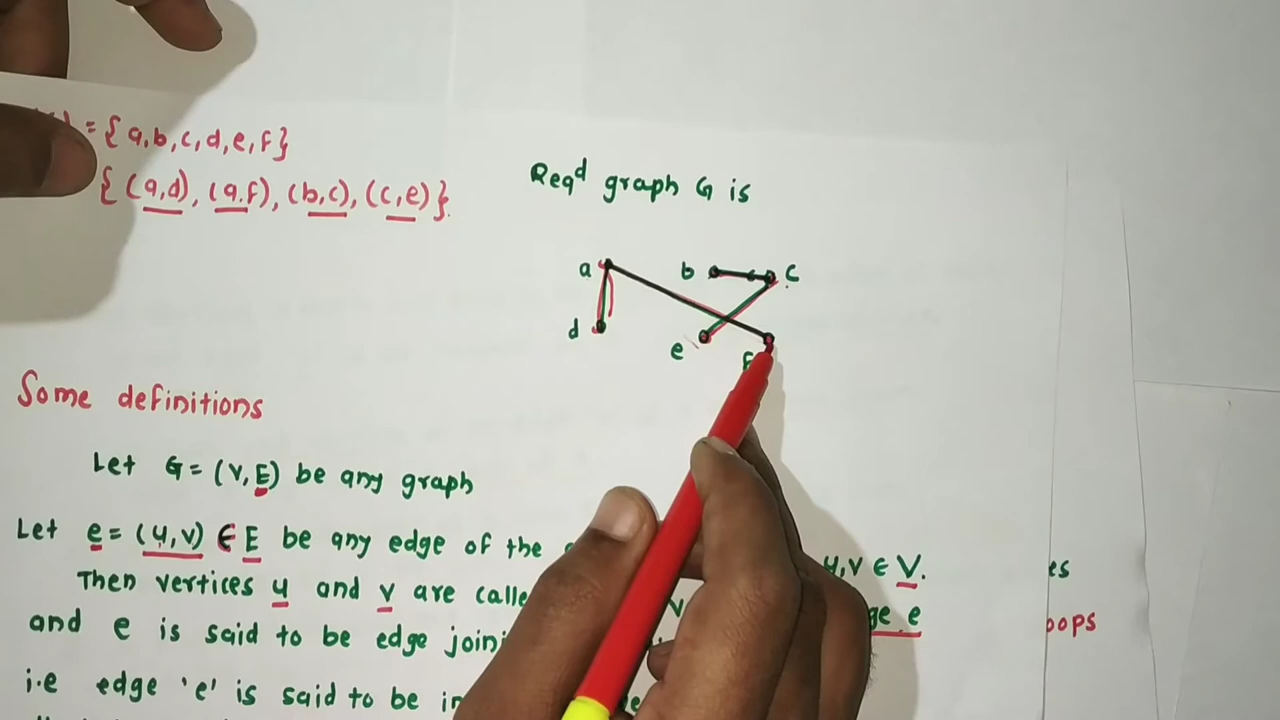 = {a,b,c,d,e,f}
{(a,d), (a,f), (b,c), (c,e)}.
Reqd graph G is
a b c
d e f
Some definitions
Let G = (V,E) be any graph
Let e = (u,v) ∈ E be any edge of the u,v ∈ V.
Then vertices u and v are calle e
and e is said to be edge joini
i.e edge 'e' is said to be in
es
oops